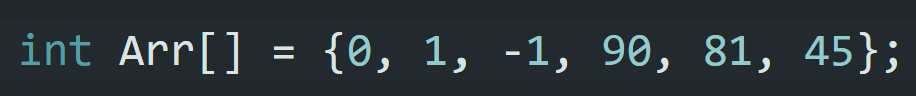 int Arr[] = {0, 1, -1, 90, 81, 45};